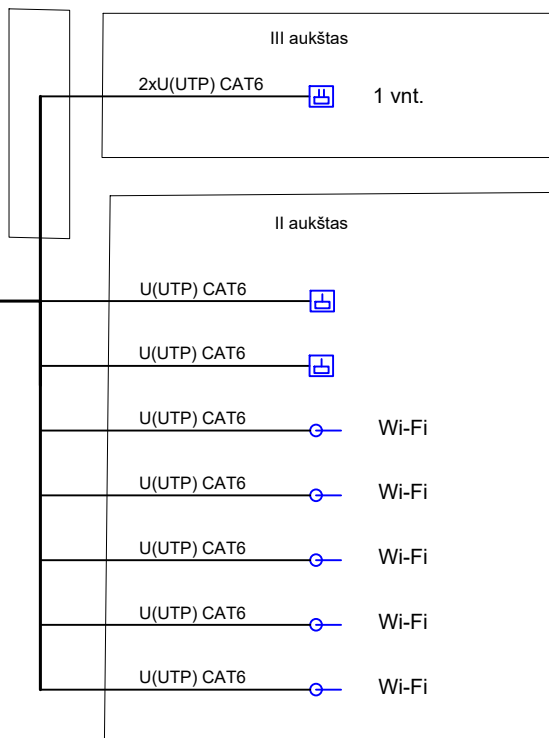 III aukštas
2xU(UTP) CAT6
1 vnt.
II aukštas
U(UTP) CAT6
U(UTP) CAT6
U(UTP) CAT6 Wi-Fi
U(UTP) CAT6 Wi-Fi
U(UTP) CAT6 Wi-Fi
U(UTP) CAT6 Wi-Fi
U(UTP) CAT6 Wi-Fi